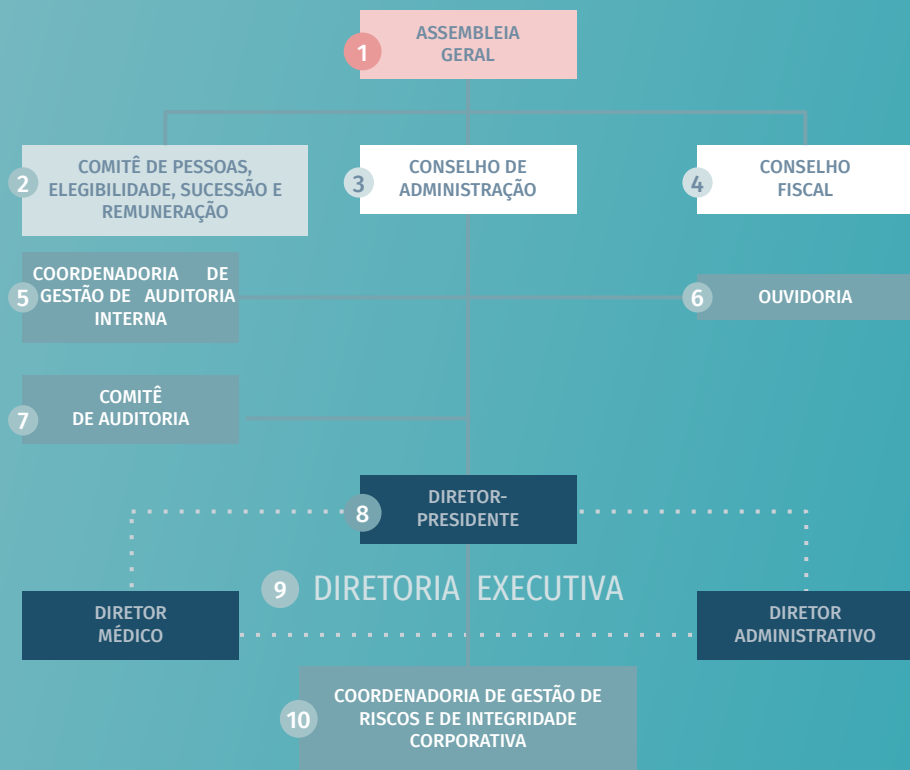 1
ASSEMBLEIA
GERAL
2
COMITÊ DE PESSOAS,
ELEGIBILIDADE, SUCESSÃO E
REMUNERAÇÃO
3
CONSELHO DE
ADMINISTRAÇÃO
4
CONSELHO
FISCAL
5
COORDENADORIA DE
GESTÃO DE AUDITORIA
INTERNA
6
OUVIDORIA
7
COMITÊ
DE AUDITORIA
8
DIRETOR-
PRESIDENTE
9
DIRETORIA EXECUTIVA
DIRETOR
MÉDICO
DIRETOR
ADMINISTRATIVO
10
COORDENADORIA DE GESTÃO DE
RISCOS E DE INTEGRIDADE
CORPORATIVA